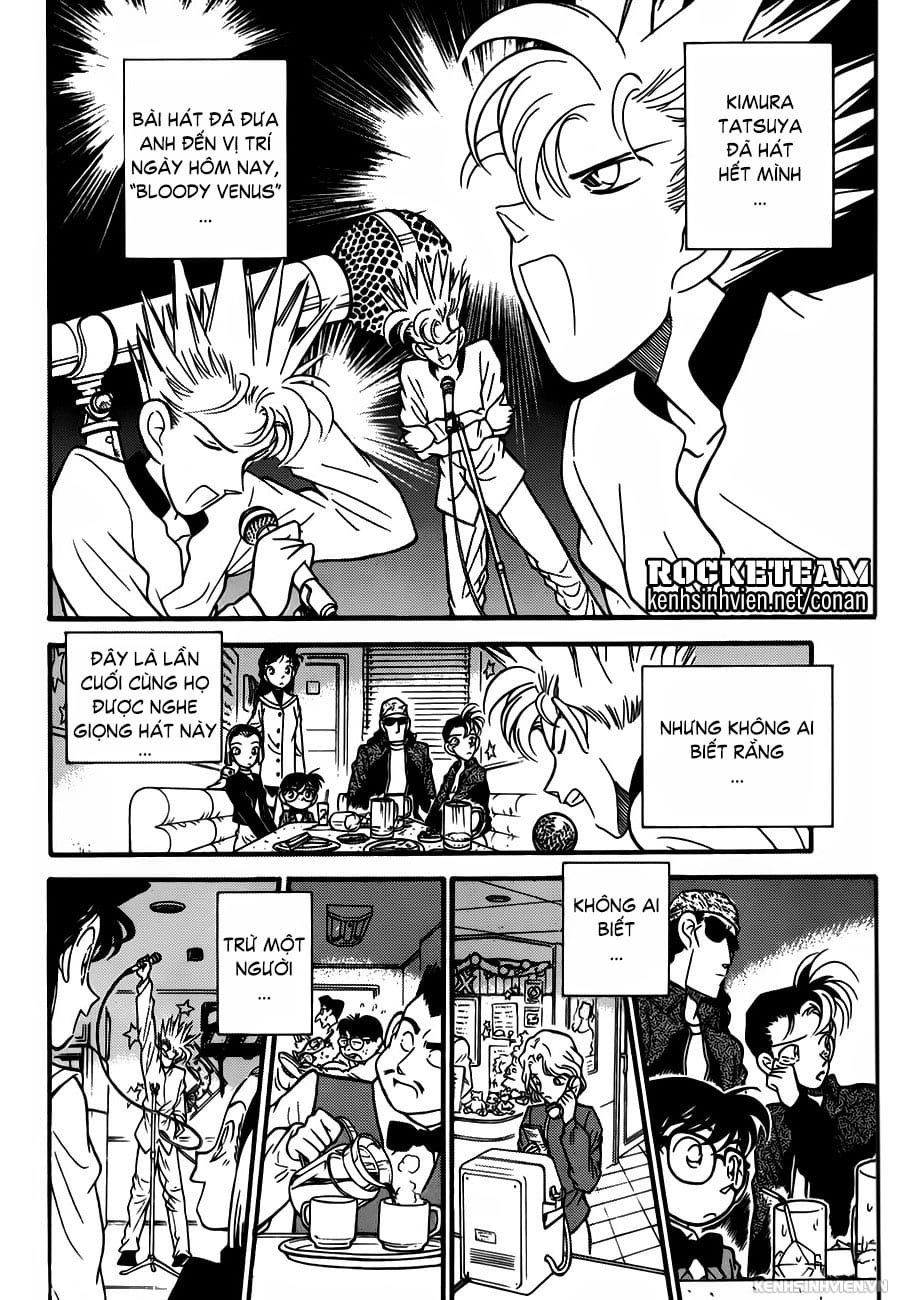 KIMURA
TATSUYA
ĐÃ HÁT
HẾT MÌNH
...
BÀI HÁT ĐÃ ĐƯA
ANH ĐẾN VỊ TRÍ
NGÀY HÔM NAY,
“BLOODY VENUS”
...
ROCKETEAM
kenhsinhvien.net/conan
NHƯNG KHÔNG AI
BIẾT RẰNG
...
ĐÂY LÀ LẦN
CUỐI CÙNG HỌ
ĐƯỢC NGHE
GIỌNG HÁT NÀY
...
KHÔNG AI
BIẾT
...
TRỪ MỘT
NGƯỜI
...
KENHSINHVIEN.VN